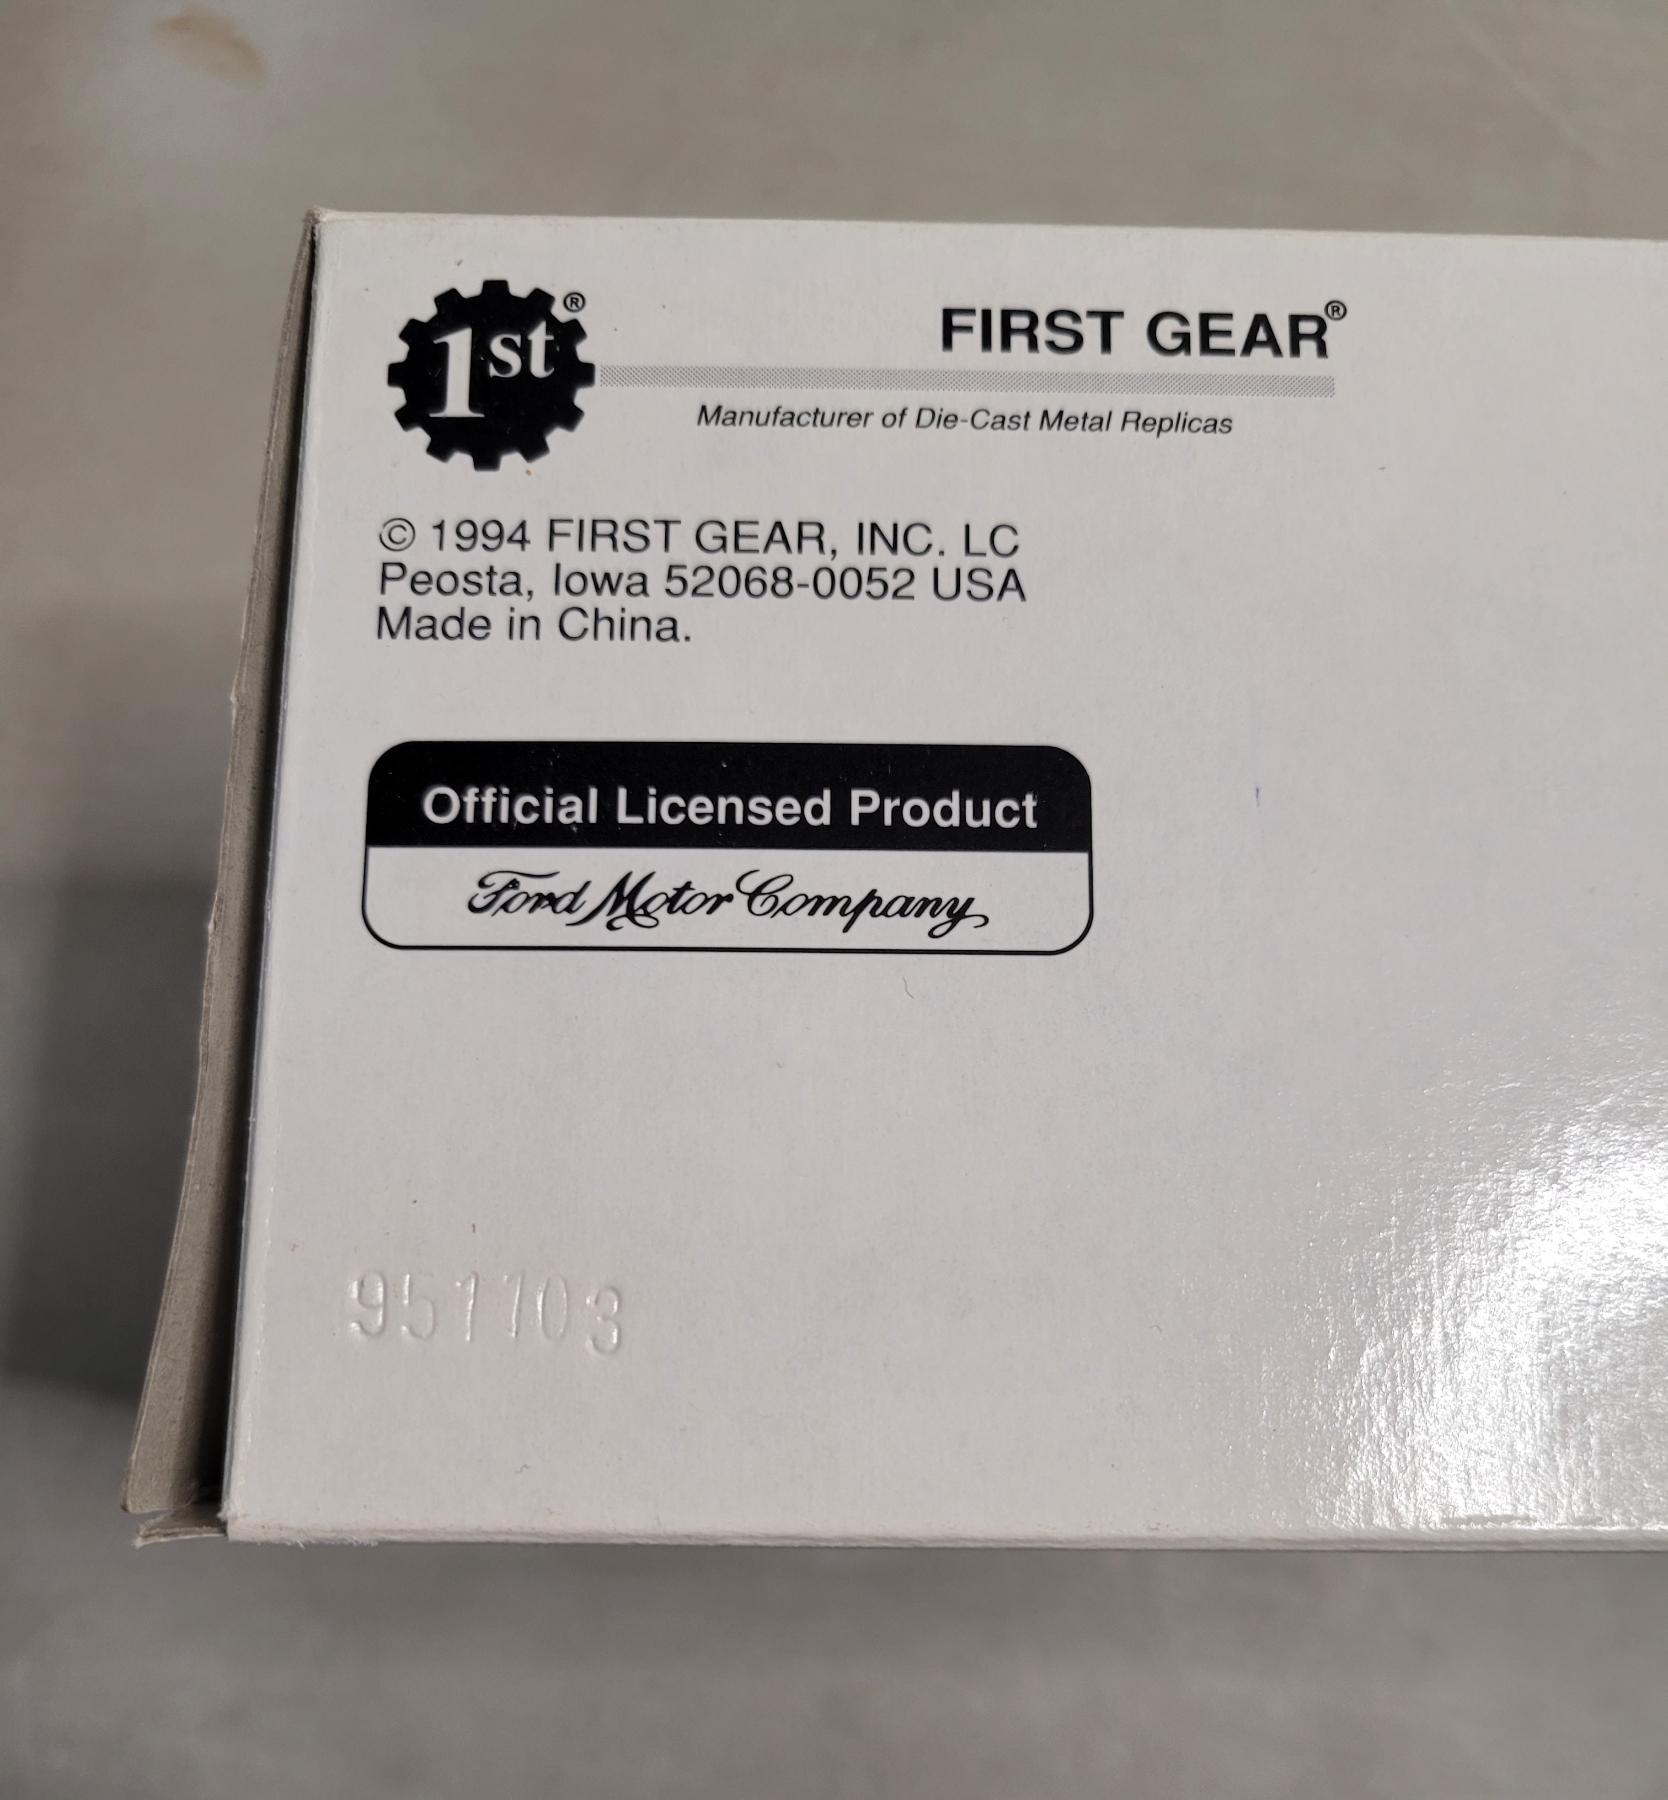 1st®
FIRST GEAR®
Manufacturer of Die-Cast Metal Replicas
© 1994 FIRST GEAR, INC. LC
Peosta, Iowa 52068-0052 USA
Made in China.
Official Licensed Product
Ford Motor Company
951103